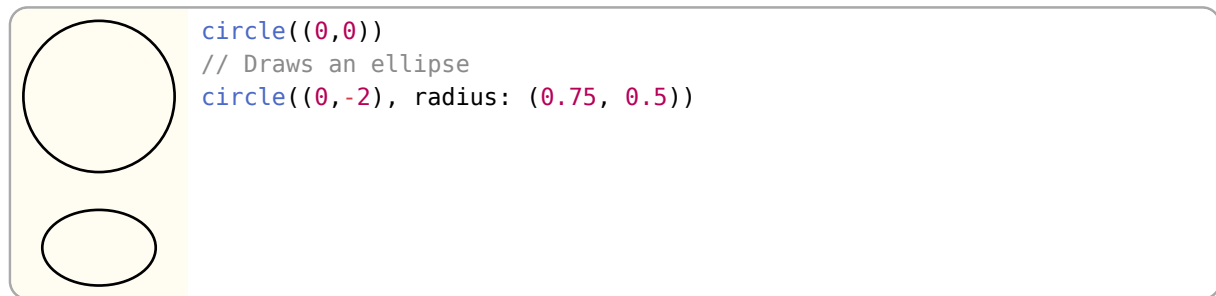 circle((0,0))
// Draws an ellipse
circle((0,-2), radius: (0.75, 0.5))